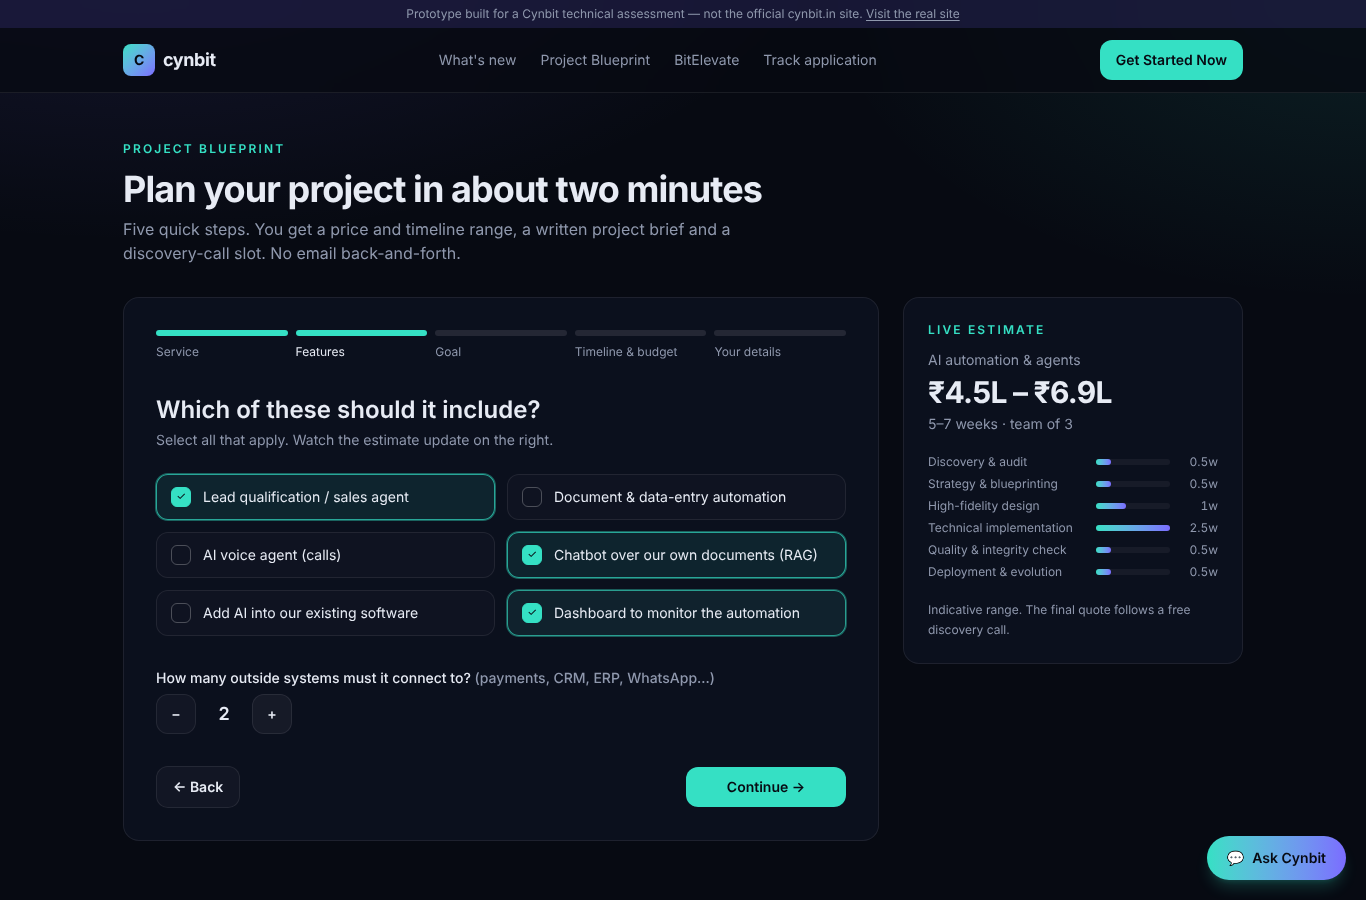 Prototype built for a Cynbit technical assessment — not the official cynbit.in site. Visit the real site
C cynbit
What's new
Project Blueprint
BitElevate
Track application
Get Started Now
PROJECT BLUEPRINT
Plan your project in about two minutes
Five quick steps. You get a price and timeline range, a written project brief and a
discovery-call slot. No email back-and-forth.
Service
Features
Goal
Timeline & budget
Your details
Which of these should it include?
Select all that apply. Watch the estimate update on the right.
Lead qualification / sales agent
Document & data-entry automation
AI voice agent (calls)
Chatbot over our own documents (RAG)
Add AI into our existing software
Dashboard to monitor the automation
How many outside systems must it connect to? (payments, CRM, ERP, WhatsApp…)
− 2 +
← Back
Continue →
LIVE ESTIMATE
AI automation & agents
₹4.5L – ₹6.9L
5–7 weeks · team of 3
Discovery & audit 0.5w
Strategy & blueprinting 0.5w
High-fidelity design 1w
Technical implementation 2.5w
Quality & integrity check 0.5w
Deployment & evolution 0.5w
Indicative range. The final quote follows a free
discovery call.
💬 Ask Cynbit